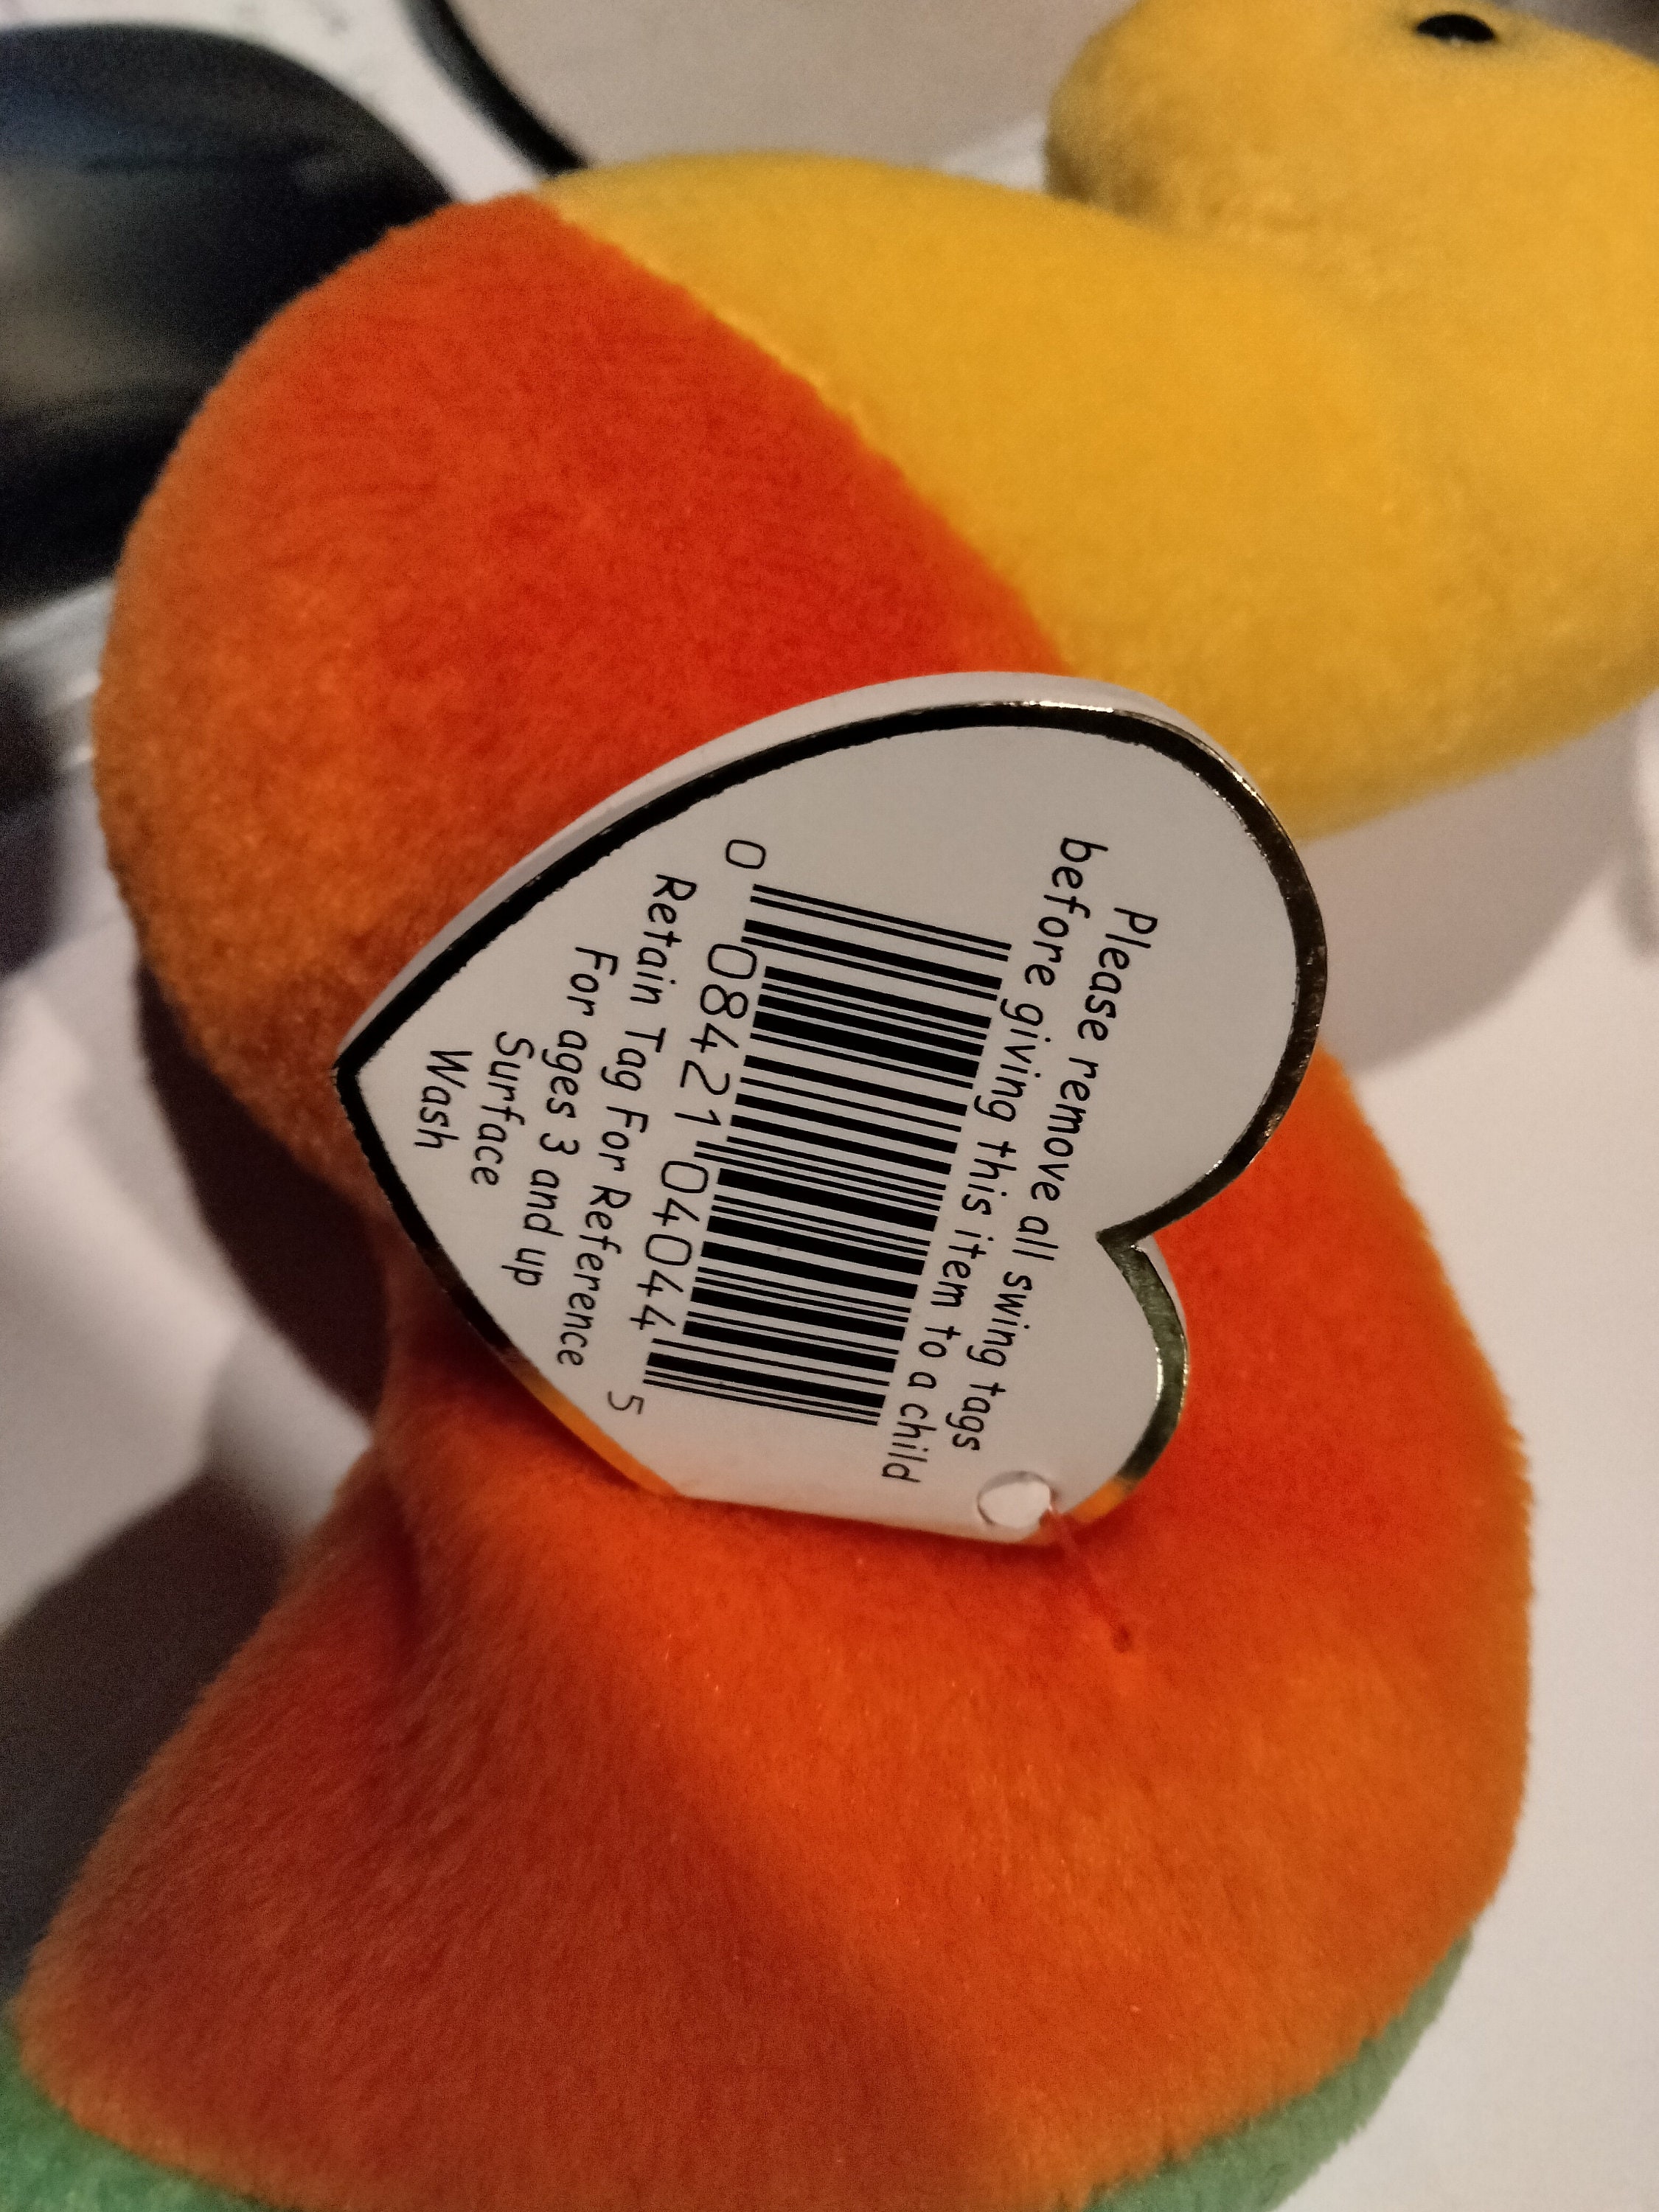 Please remove all swing tags
before giving this item to a child
0 08421 04044 5
Retain Tag For Reference
For ages 3 and up
Surface
Wash